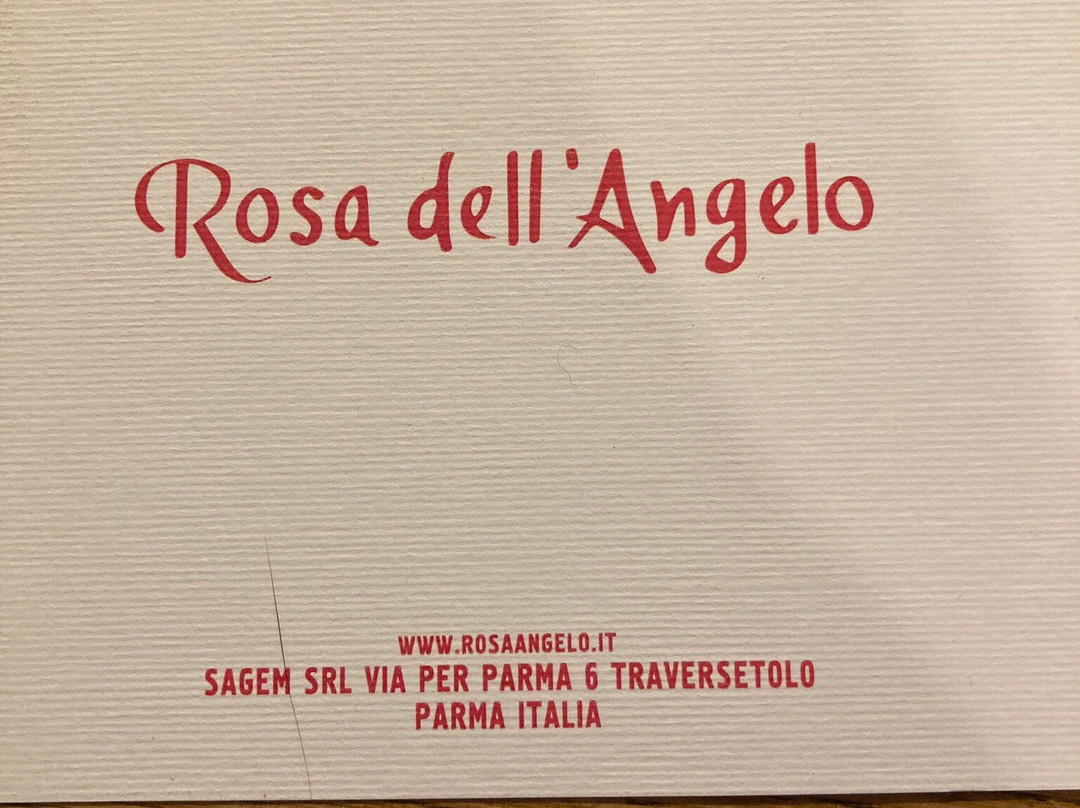 Rosa dell'Angelo
WWW.ROSAANGELO.IT
SAGEM SRL VIA PER PARMA 6 TRAVERSETOLO
PARMA ITALIA